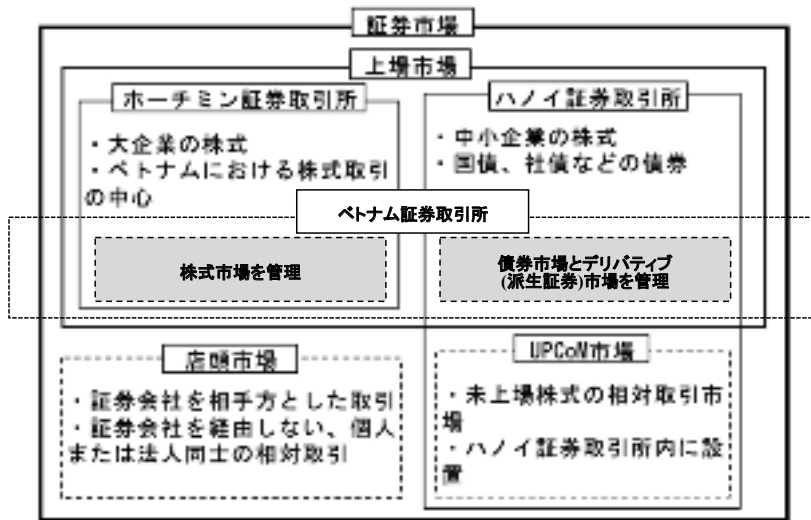 証券市場
上場市場
ホーチミン証券取引所
・大企業の株式
・ベトナムにおける株式取引
の中心
ハノイ証券取引所
・中小企業の株式
・国債、社債などの債券
ベトナム証券取引所
株式市場を管理
債券市場とデリバティブ
(派生証券)市場を管理
店頭市場
・証券会社を相手方とした取引
・証券会社を経由しない、個人
または法人同士の相対取引
UPCoM市場
・未上場株式の相対取引市
場
・ハノイ証券取引所内に設
置